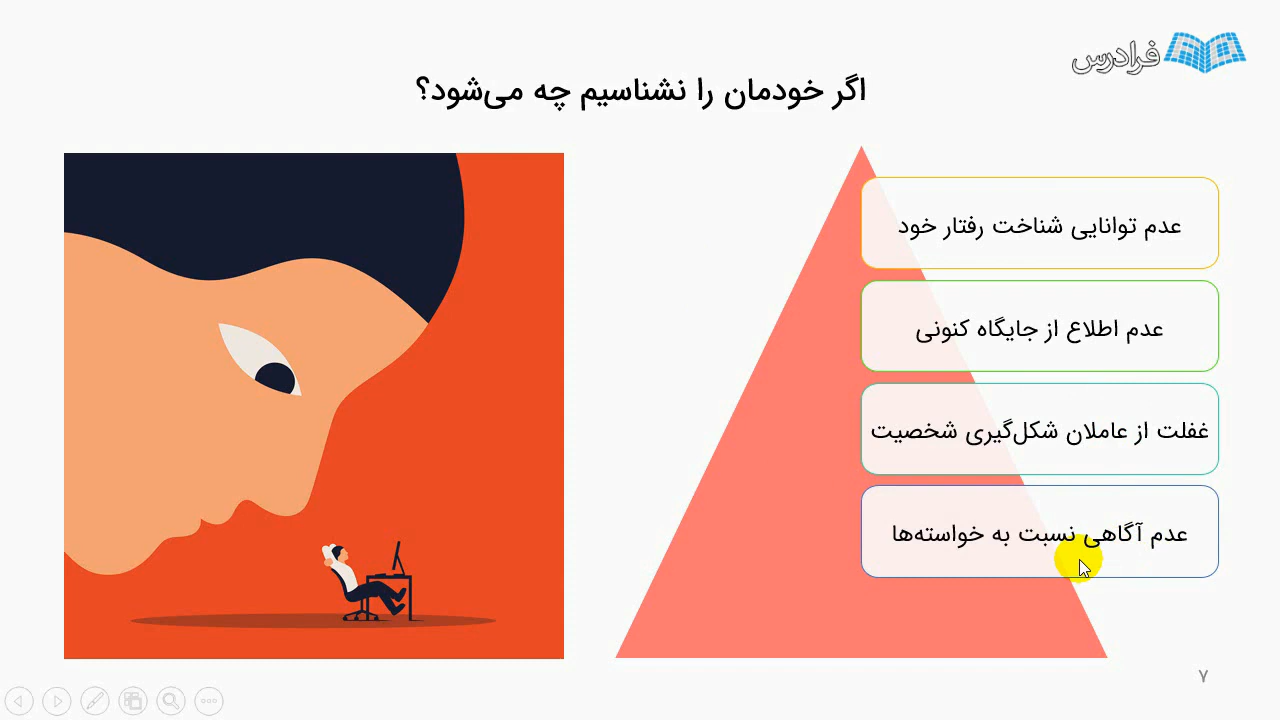 فرادرس
اگر خودمان را نشناسیم چه می‌شود؟
عدم توانایی شناخت رفتار خود
عدم اطلاع از جایگاه کنونی
غفلت از عاملان شکل‌گیری شخصیت
عدم آگاهی نسبت به خواسته‌ها
۷